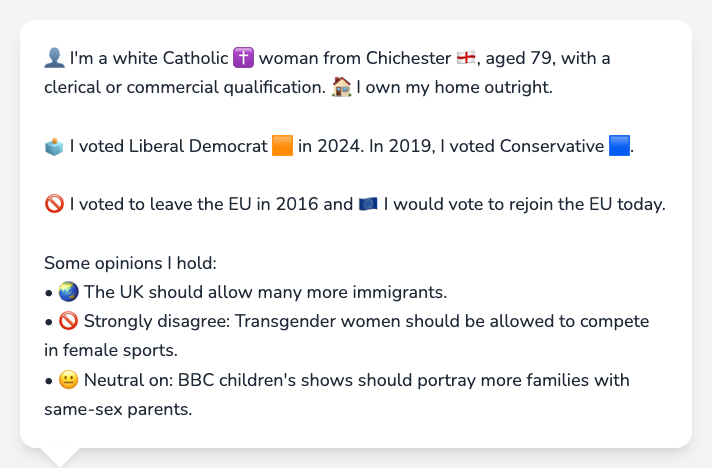 👤 I'm a white Catholic ✝️ woman from Chichester 🏴󠁧󠁢󠁥󠁮󠁧󠁿, aged 79, with a
clerical or commercial qualification. 🏠 I own my home outright.
🗳️ I voted Liberal Democrat 🟧 in 2024. In 2019, I voted Conservative 🟦.
🚫 I voted to leave the EU in 2016 and 🇪🇺 I would vote to rejoin the EU today.
Some opinions I hold:
• 🌏 The UK should allow many more immigrants.
• 🚫 Strongly disagree: Transgender women should be allowed to compete
in female sports.
• 😐 Neutral on: BBC children's shows should portray more families with
same-sex parents.